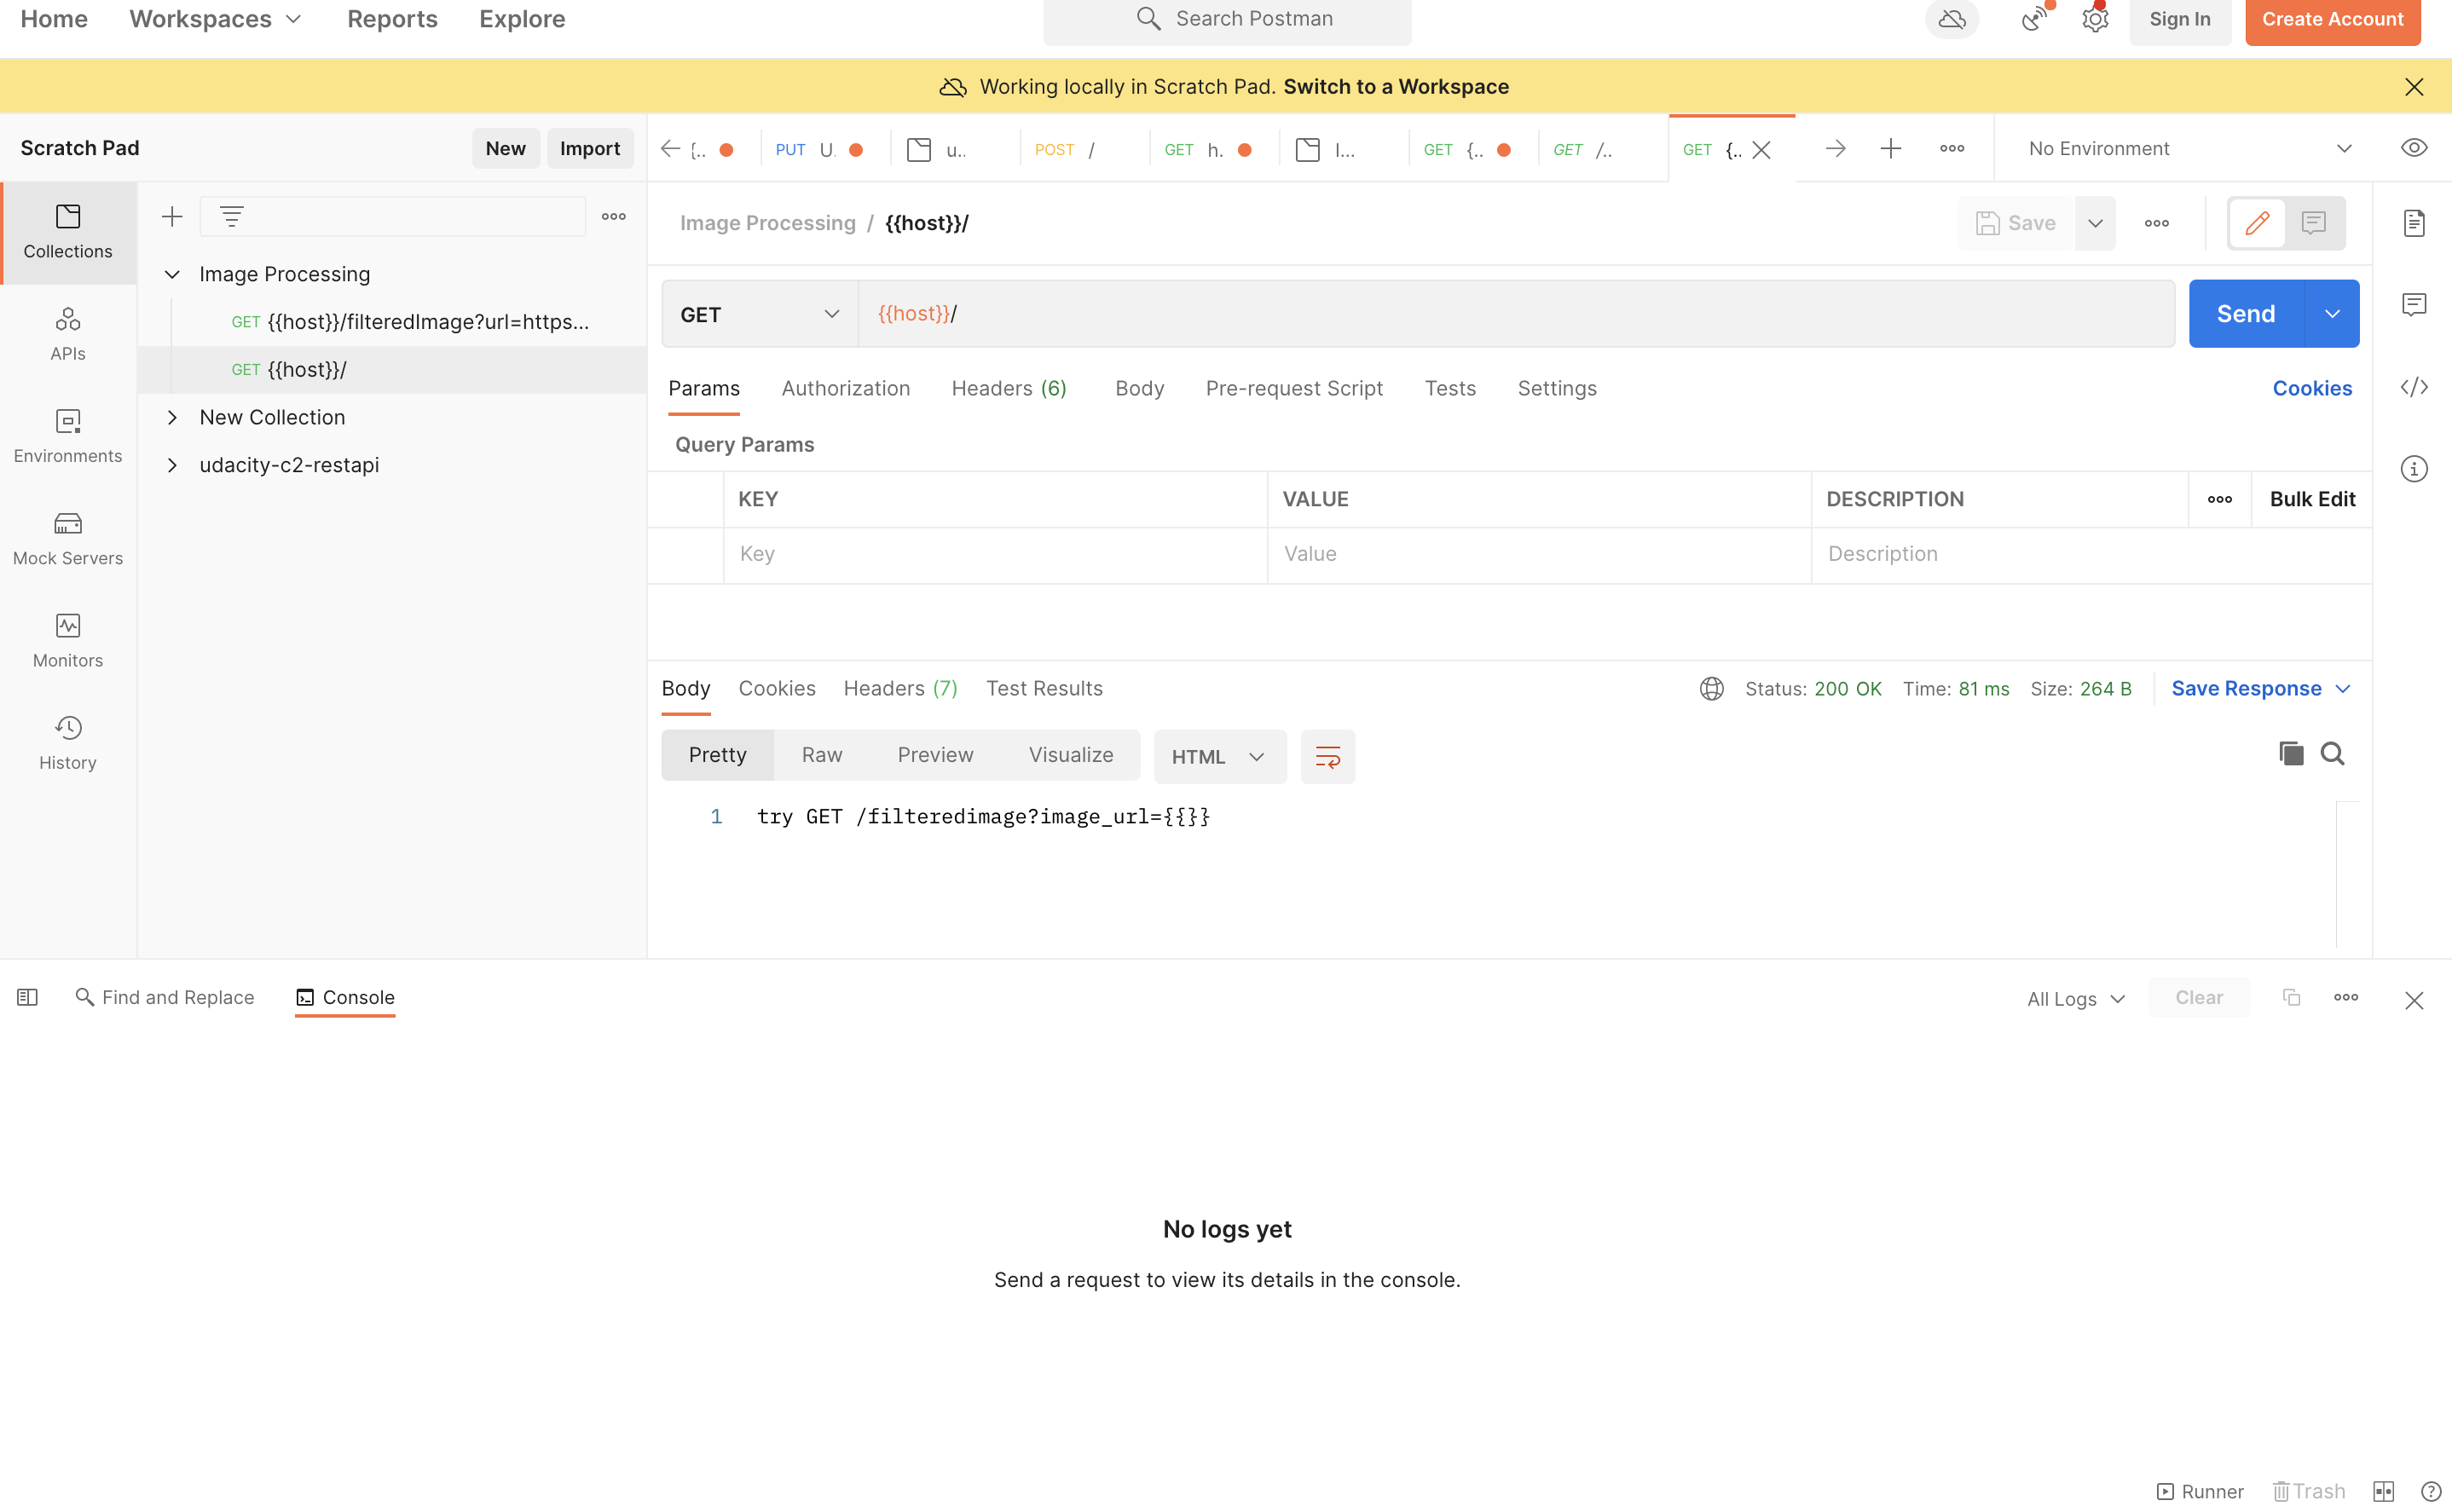 Home Workspaces Reports Explore Search Postman Sign In Create Account
Working locally in Scratch Pad. Switch to a Workspace
Scratch Pad New Import [.. PUT U. u.. POST / GET h. I... GET {.. GET /.. GET {.. No Environment
Collections
Image Processing / {{host}}/ Save
Image Processing
GET {{host}}/filteredImage?url=https...
GET {{host}}/
New Collection
udacity-c2-restapi
APIs
Environments
Mock Servers
Monitors
History
GET {{host}}/ Send
Params Authorization Headers (6) Body Pre-request Script Tests Settings Cookies
Query Params
KEY VALUE DESCRIPTION Bulk Edit
Key Value Description
Body Cookies Headers (7) Test Results Status: 200 OK Time: 81 ms Size: 264 B Save Response
Pretty Raw Preview Visualize HTML
1 try GET /filteredimage?image_url={{}}
Find and Replace Console All Logs Clear
No logs yet
Send a request to view its details in the console.
Runner Trash